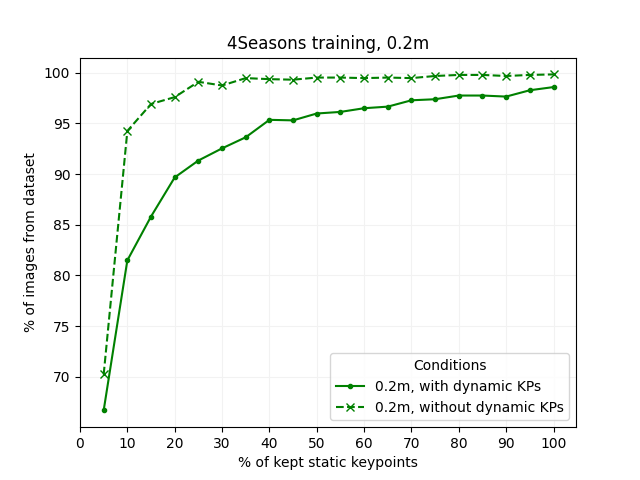 4Seasons training, 0.2m
% of images from dataset
100
95
90
85
80
75
70
Conditions
0.2m, with dynamic KPs
0.2m, without dynamic KPs
0 10 20 30 40 50 60 70 80 90 100
% of kept static keypoints